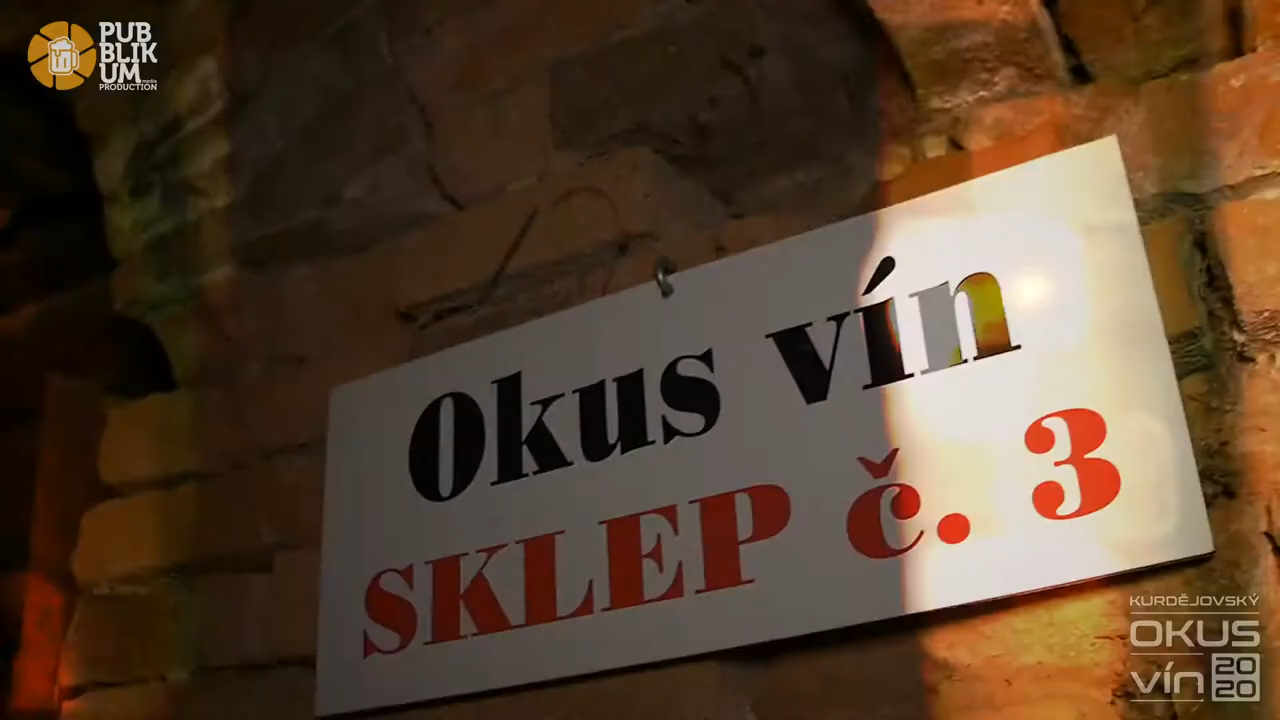 PUB
BLIK
UM media
PRODUCTION
Okus vín
SKLEP č. 3
KURDĚJOVSKÝ
OKUS
vín 20
20